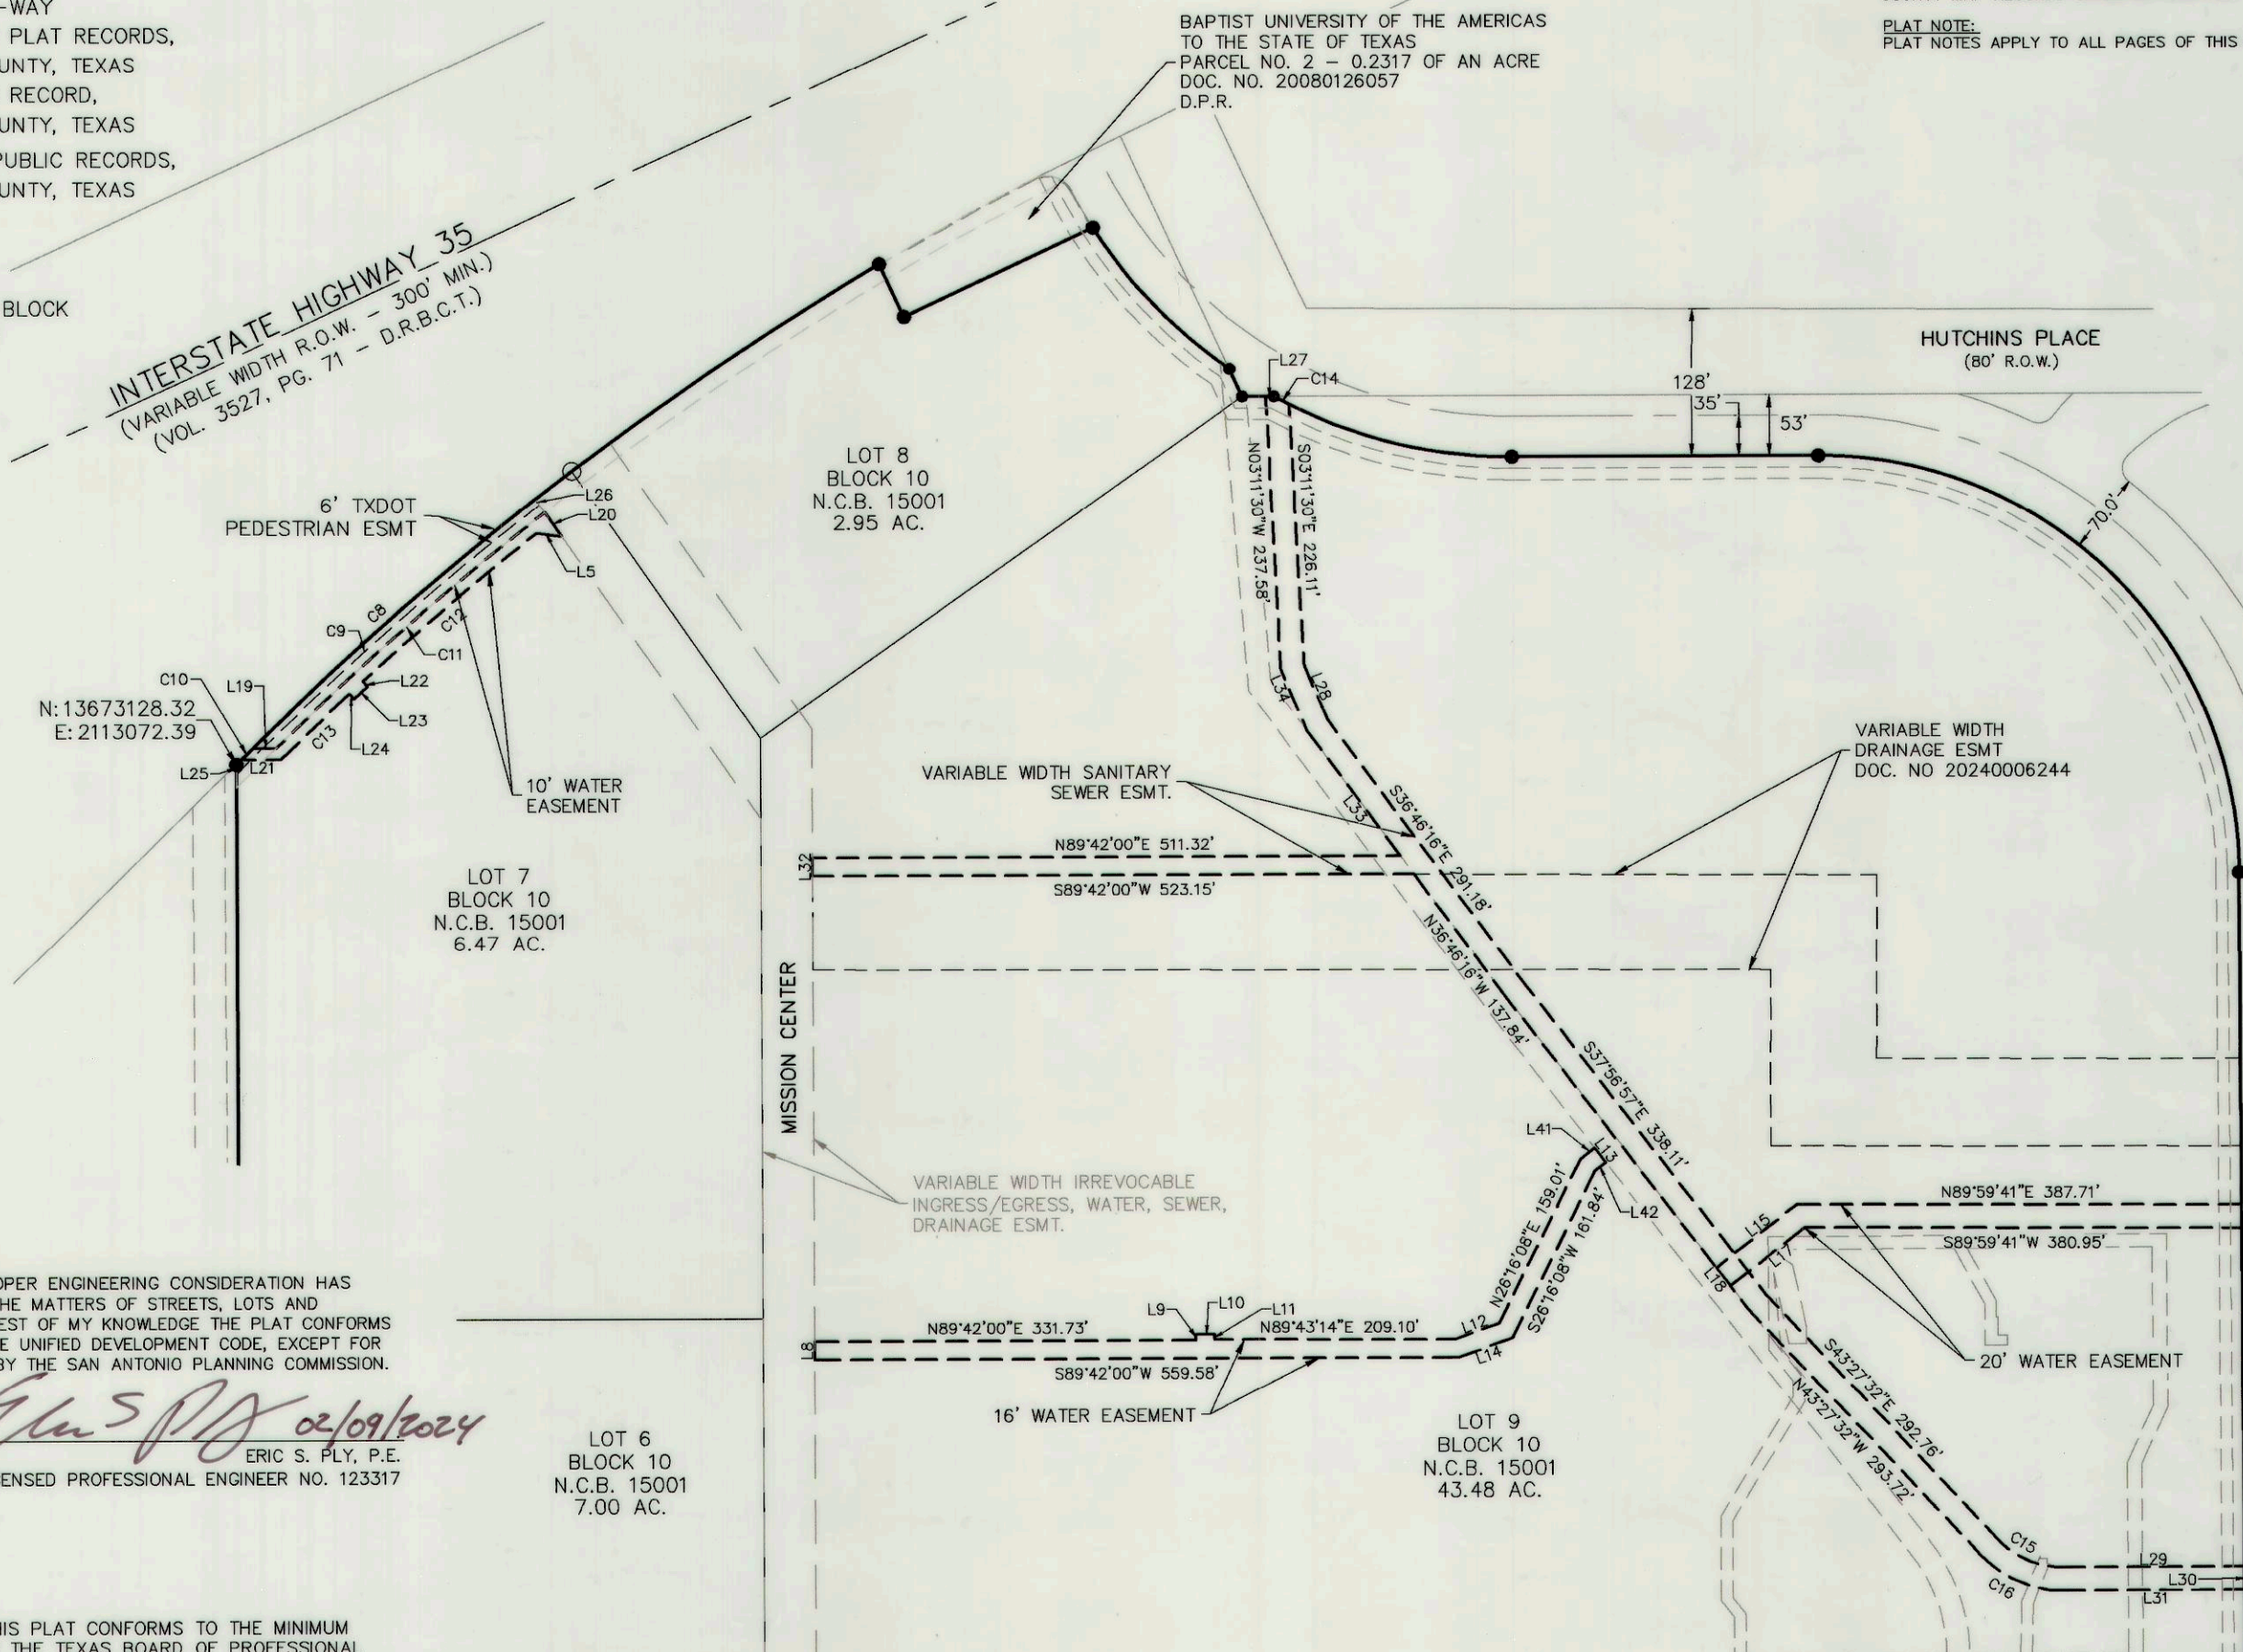 -WAY
PLAT RECORDS,
UNTY, TEXAS
RECORD,
UNTY, TEXAS
PUBLIC RECORDS,
UNTY, TEXAS
BLOCK
BAPTIST UNIVERSITY OF THE AMERICAS
TO THE STATE OF TEXAS
PARCEL NO. 2 – 0.2317 OF AN ACRE
DOC. NO. 20080126057
D.P.R.
PLAT NOTE:
PLAT NOTES APPLY TO ALL PAGES OF THIS
INTERSTATE HIGHWAY 35
(VARIABLE WIDTH R.O.W. – 300' MIN.)
(VOL. 3527, PG. 71 – D.R.B.C.T.)
HUTCHINS PLACE
(80' R.O.W.)
128'
35'
53'
70.0'
L27
C14
LOT 8
BLOCK 10
N.C.B. 15001
2.95 AC.
6' TXDOT
PEDESTRIAN ESMT
L26
L20
L5
C8
C9
C12
C11
C10
L19
L22
L23
L24
C13
L25
L21
N:13673128.32
E:2113072.39
10' WATER
EASEMENT
N03°11'30"W 237.58'
S03°11'30"E 226.11'
L34
L28
L33
VARIABLE WIDTH SANITARY
SEWER ESMT.
VARIABLE WIDTH
DRAINAGE ESMT
DOC. NO 20240006244
L32
N89°42'00"E 511.32'
S89°42'00"W 523.15'
S36°46'16"E 291.18'
N36°46'16"W 137.84'
LOT 7
BLOCK 10
N.C.B. 15001
6.47 AC.
MISSION CENTER
S37°56'57"E 338.11'
L41
L13
L42
N26°16'08"E 159.01'
S26°16'08"W 161.84'
VARIABLE WIDTH IRREVOCABLE
INGRESS/EGRESS, WATER, SEWER,
DRAINAGE ESMT.
N89°59'41"E 387.71'
S89°59'41"W 380.95'
L15
L17
L18
L9
L10
L11
N89°42'00"E 331.73'
N89°43'14"E 209.10'
L12
L14
L8
S89°42'00"W 559.58'
16' WATER EASEMENT
20' WATER EASEMENT
S43°27'32"E 292.76'
N43°27'32"W 293.72'
OPER ENGINEERING CONSIDERATION HAS
HE MATTERS OF STREETS, LOTS AND
EST OF MY KNOWLEDGE THE PLAT CONFORMS
E UNIFIED DEVELOPMENT CODE, EXCEPT FOR
BY THE SAN ANTONIO PLANNING COMMISSION.
02/09/2024
ERIC S. PLY, P.E.
ENSED PROFESSIONAL ENGINEER NO. 123317
LOT 6
BLOCK 10
N.C.B. 15001
7.00 AC.
LOT 9
BLOCK 10
N.C.B. 15001
43.48 AC.
C15
C16
L29
L30
L31
HIS PLAT CONFORMS TO THE MINIMUM
THE TEXAS BOARD OF PROFESSIONAL